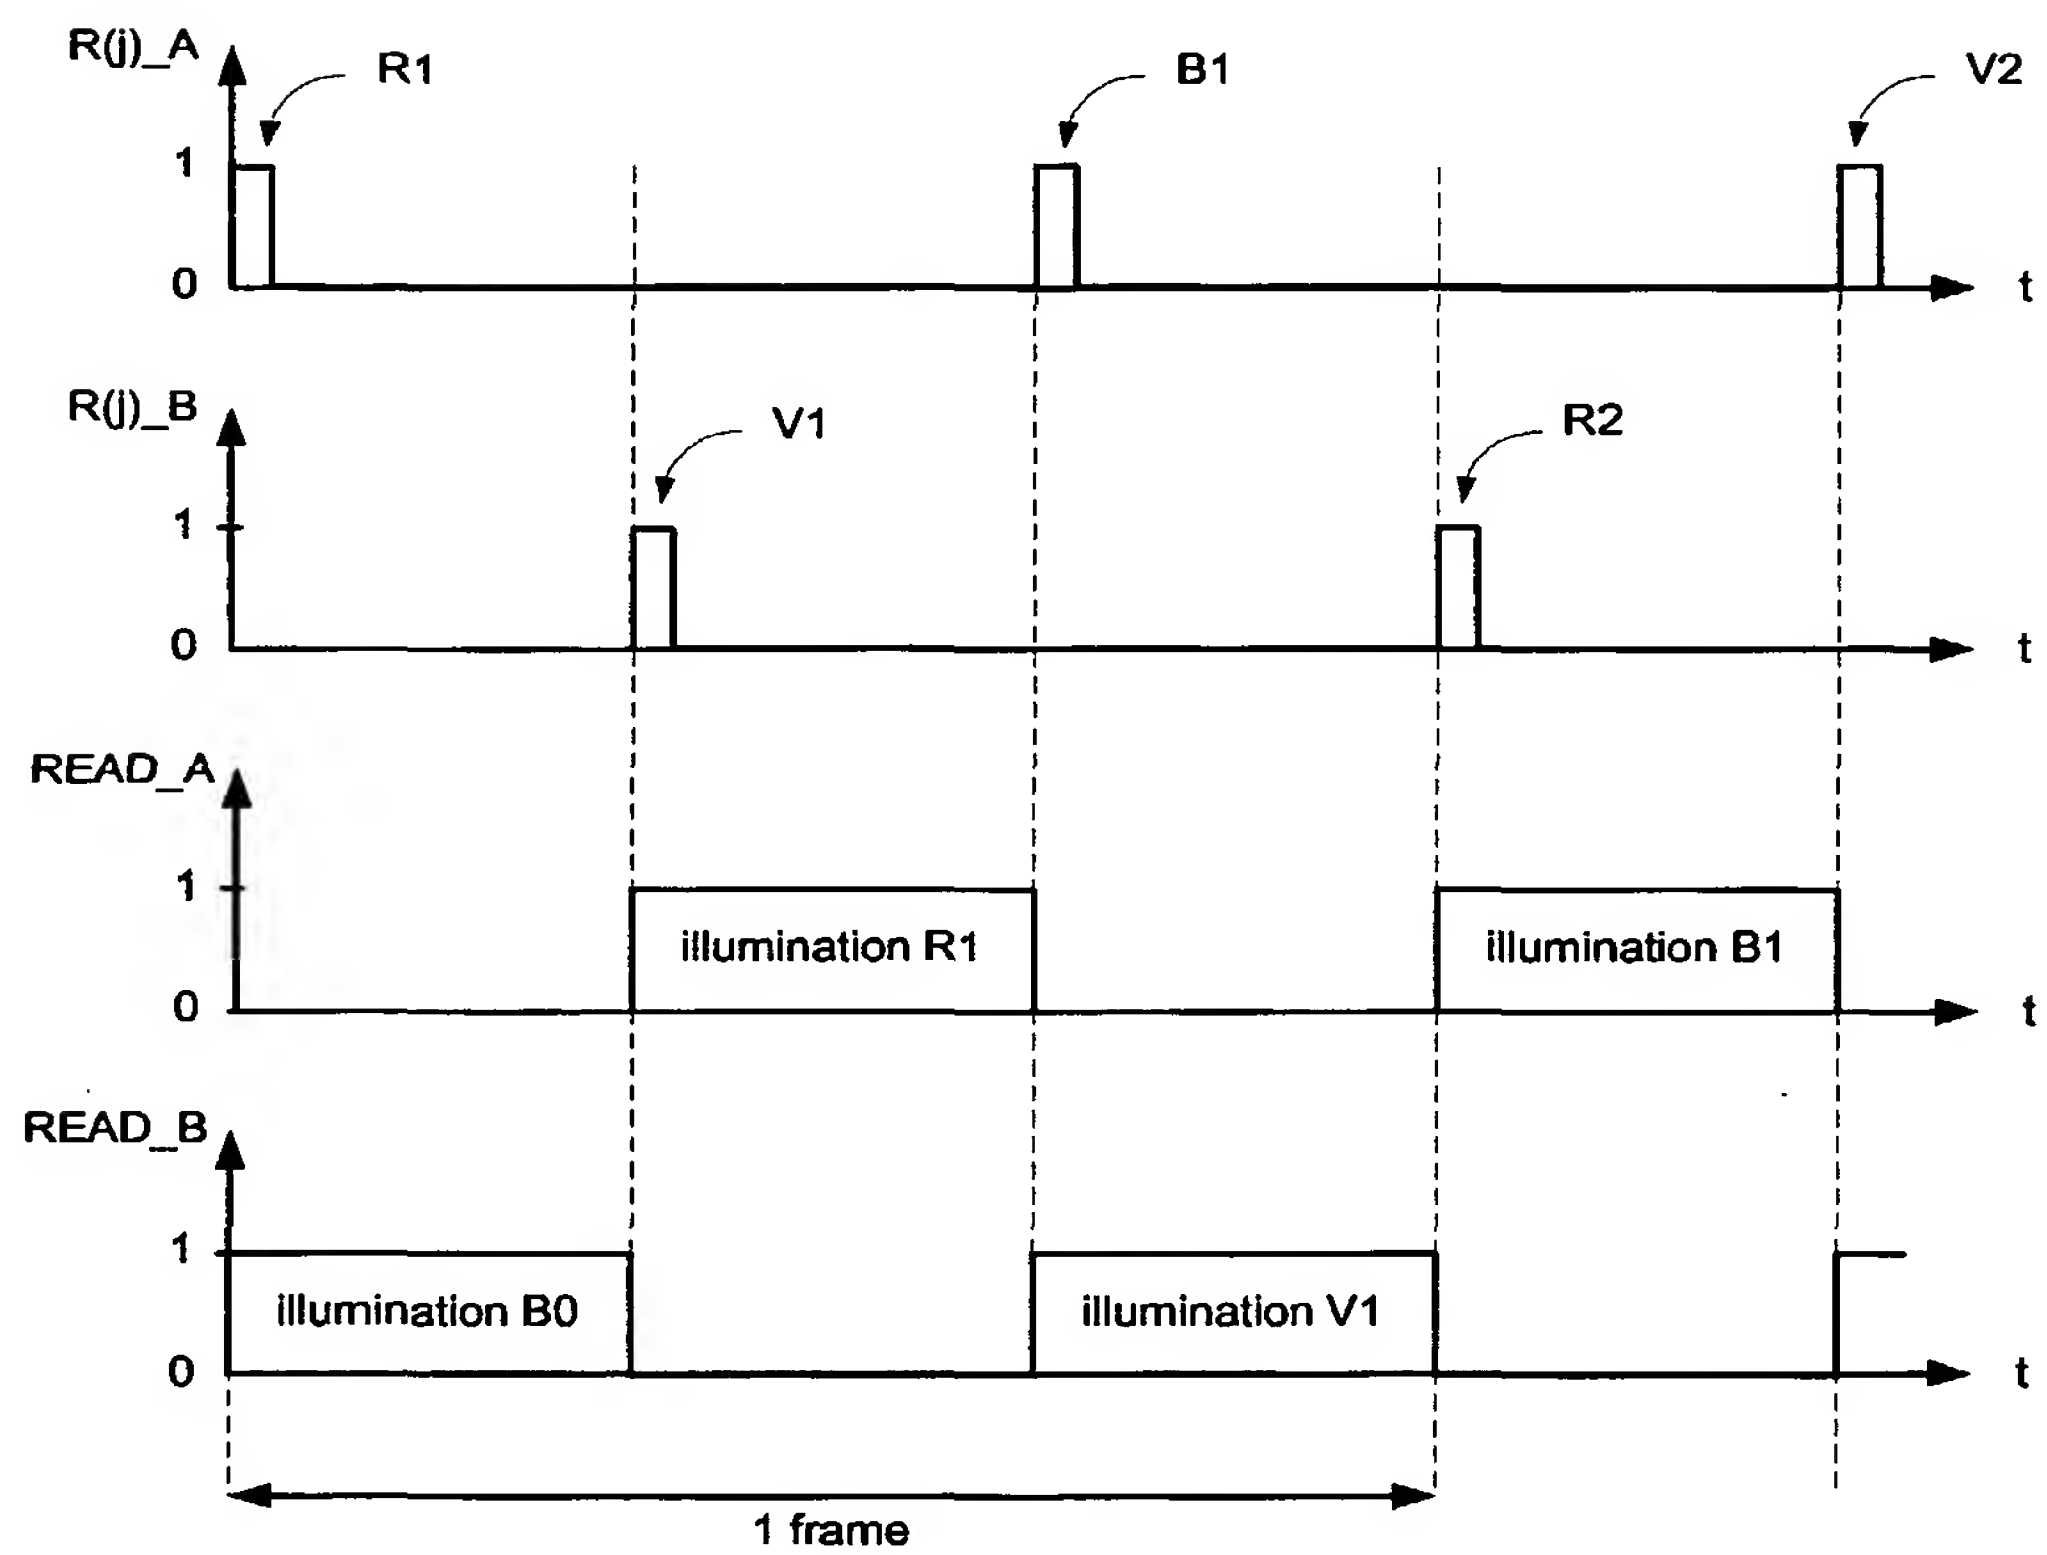 R(j)_A
R1
B1
V2
1
0
t
R(j)_B
V1
R2
1
0
t
READ_A
1
illumination R1
illumination B1
0
t
READ_B
1
illumination B0
illumination V1
0
t
1 frame